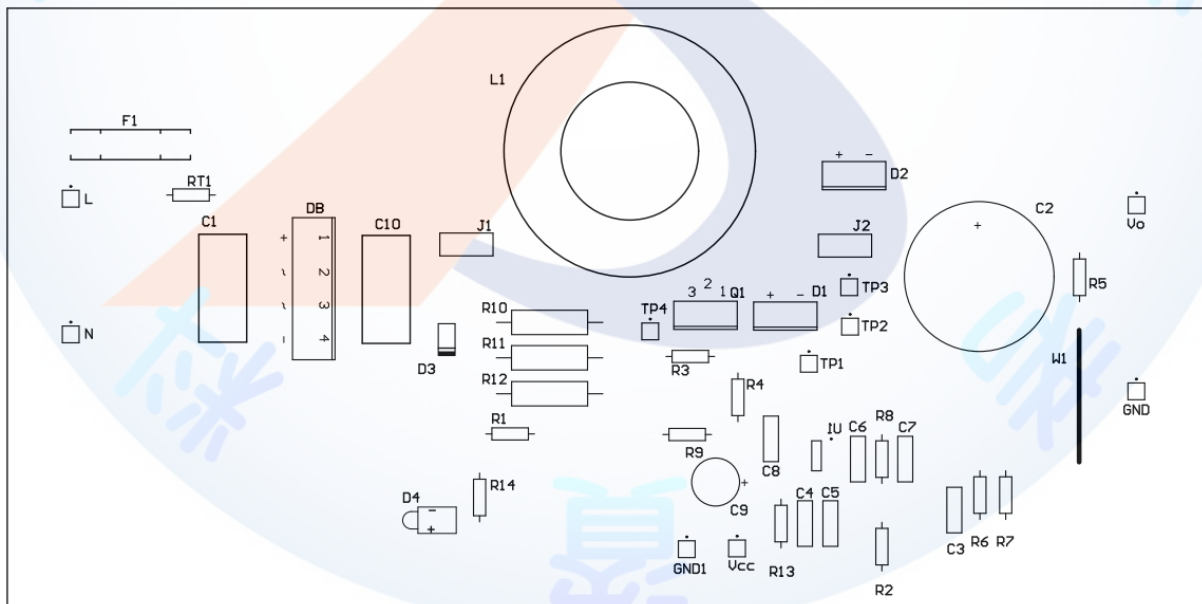 L1
F1
+ -
D2
RT1
L
C1
DB
C10
J1
J2
C2
+
Vo
+ 1
~ 2
~ 3
- 4
N
D3
R10
R11
R12
TP4
3 2 1
Q1
+ -
D1
TP3
TP2
TP1
R5
W1
GND
R3
R4
R1
R9
C8
IU
C6
R8
C7
R14
D4
-
+
+
C9
C4
C5
R13
GND1
Vcc
R2
C3
R6
R7